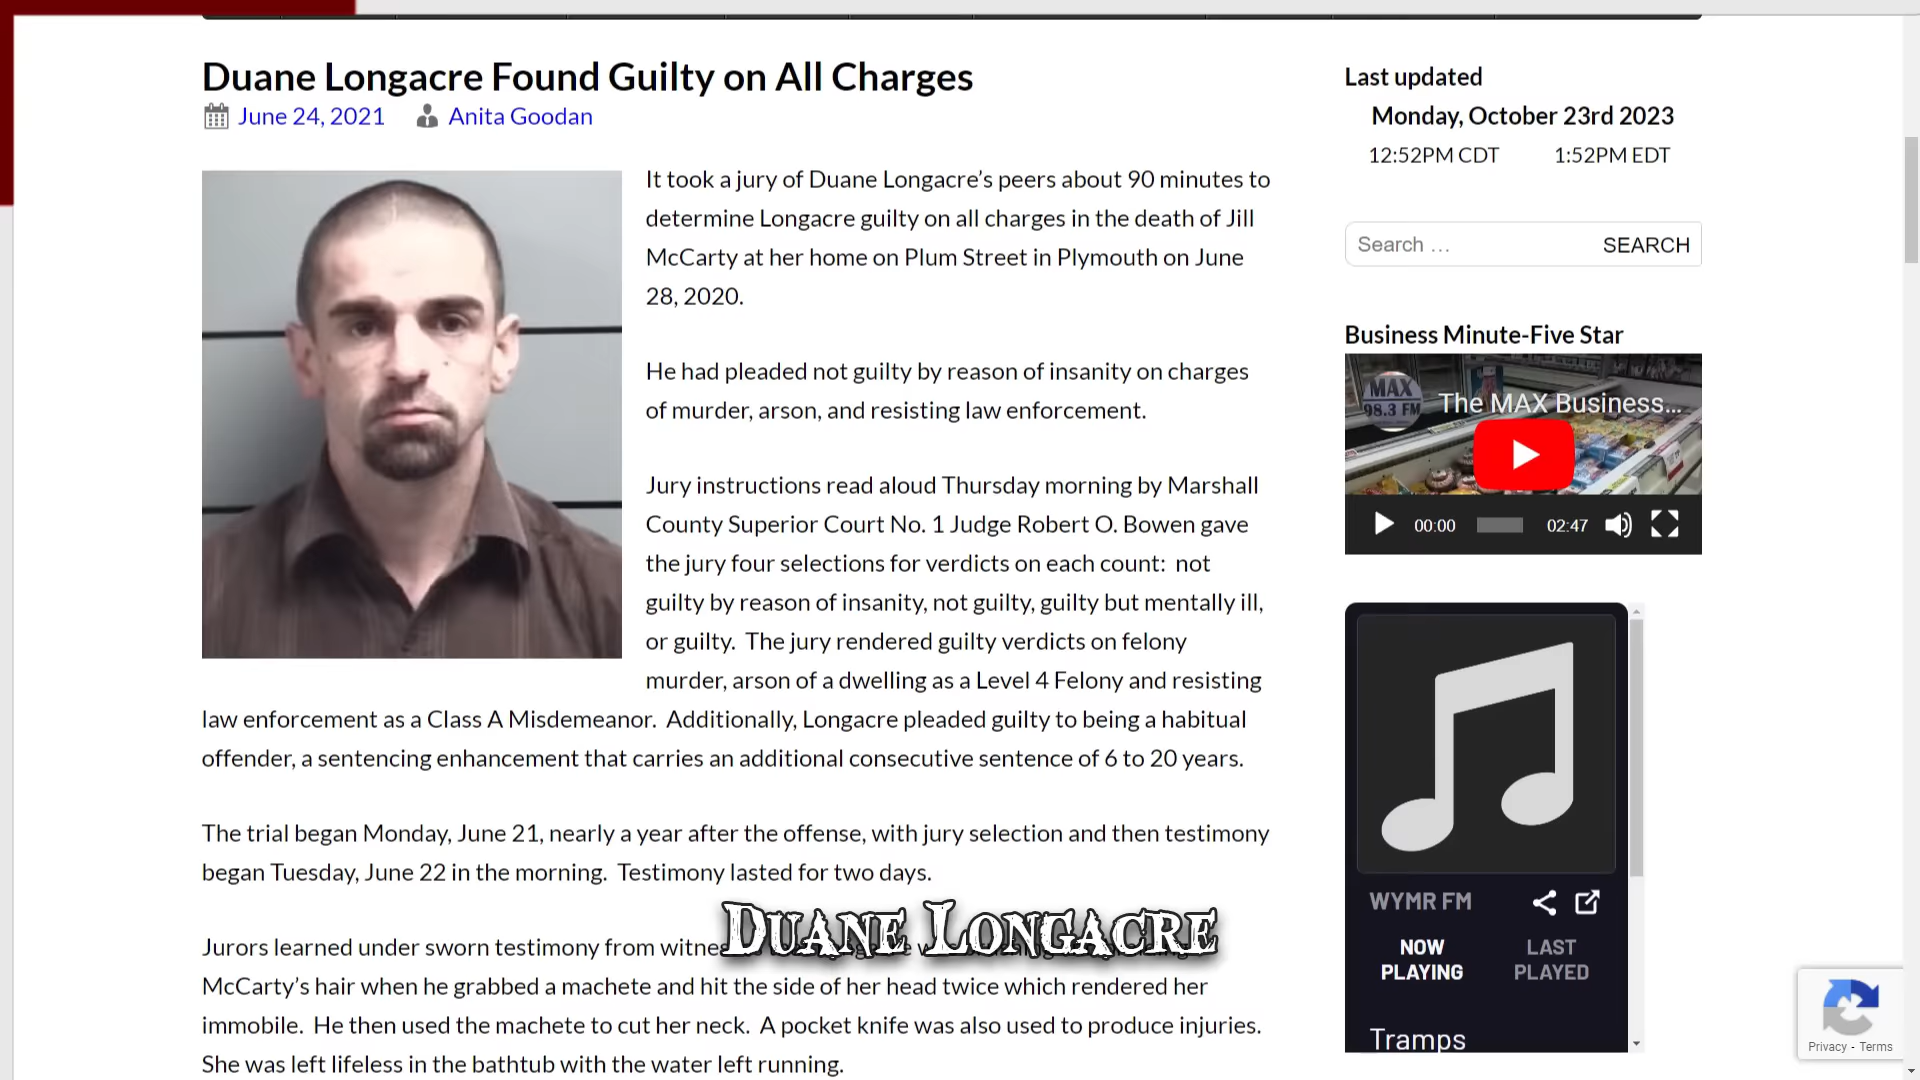 Duane Longacre Found Guilty on All Charges
June 24, 2021 Anita Goodan
It took a jury of Duane Longacre’s peers about 90 minutes to
determine Longacre guilty on all charges in the death of Jill
McCarty at her home on Plum Street in Plymouth on June
28, 2020.
He had pleaded not guilty by reason of insanity on charges
of murder, arson, and resisting law enforcement.
Jury instructions read aloud Thursday morning by Marshall
County Superior Court No. 1 Judge Robert O. Bowen gave
the jury four selections for verdicts on each count:  not
guilty by reason of insanity, not guilty, guilty but mentally ill,
or guilty.  The jury rendered guilty verdicts on felony
murder, arson of a dwelling as a Level 4 Felony and resisting
law enforcement as a Class A Misdemeanor.  Additionally, Longacre pleaded guilty to being a habitual
offender, a sentencing enhancement that carries an additional consecutive sentence of 6 to 20 years.
The trial began Monday, June 21, nearly a year after the offense, with jury selection and then testimony
began Tuesday, June 22 in the morning.  Testimony lasted for two days.
Jurors learned under sworn testimony from
McCarty’s hair when he grabbed a machete and hit the side of her head twice which rendered her
immobile.  He then used the machete to cut her neck.  A pocket knife was also used to produce injuries.
She was left lifeless in the bathtub with the water left running.
Duane Longacre
Last updated
Monday, October 23rd 2023
12:52PM CDT 1:52PM EDT
Search … SEARCH
Business Minute-Five Star
MAX
98.3 FM
The MAX Business...
00:00 02:47
WYMR FM
NOW PLAYING
LAST PLAYED
Tramps
Privacy - Terms